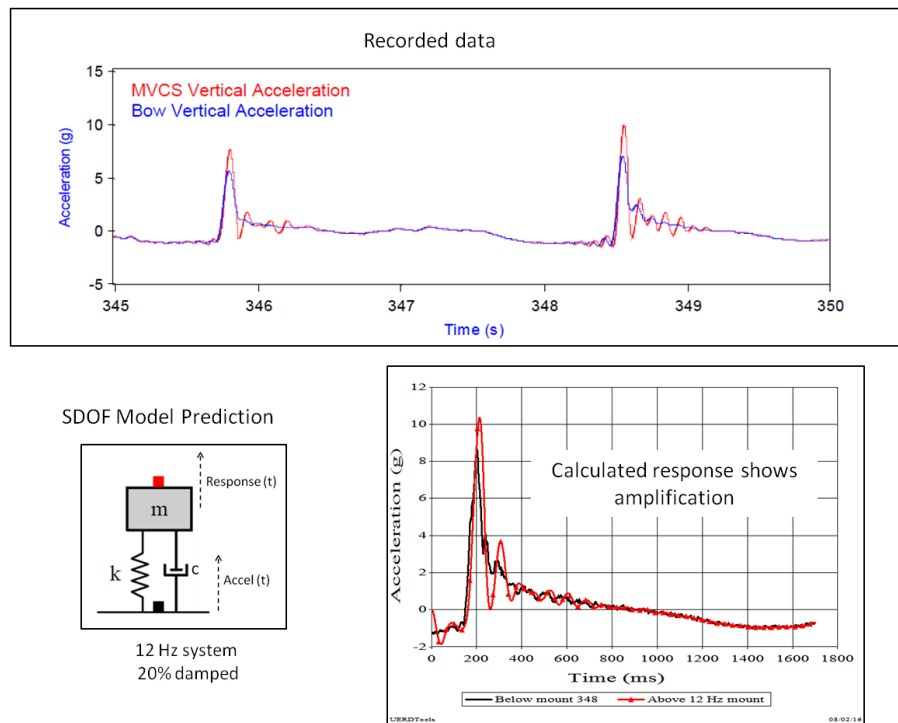 Recorded data
15
10
5
0
-5
Acceleration (g)
MVCS Vertical Acceleration
Bow Vertical Acceleration
345 346 347 348 349 350
Time (s)
SDOF Model Prediction
Response (t)
m
k
c
Accel (t)
12 Hz system
20% damped
12
10
8
6
4
2
0
-2
Acceleration (g)
Calculated response shows
amplification
0 200 400 600 800 1000 1200 1400 1600 1800
Time (ms)
Below mount 348 Above 12 Hz mount
UERDTools 08/02/16